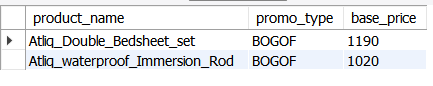 product_name promo_type base_price
Atliq_Double_Bedsheet_set BOGOF 1190
Atliq_waterproof_Immersion_Rod BOGOF 1020